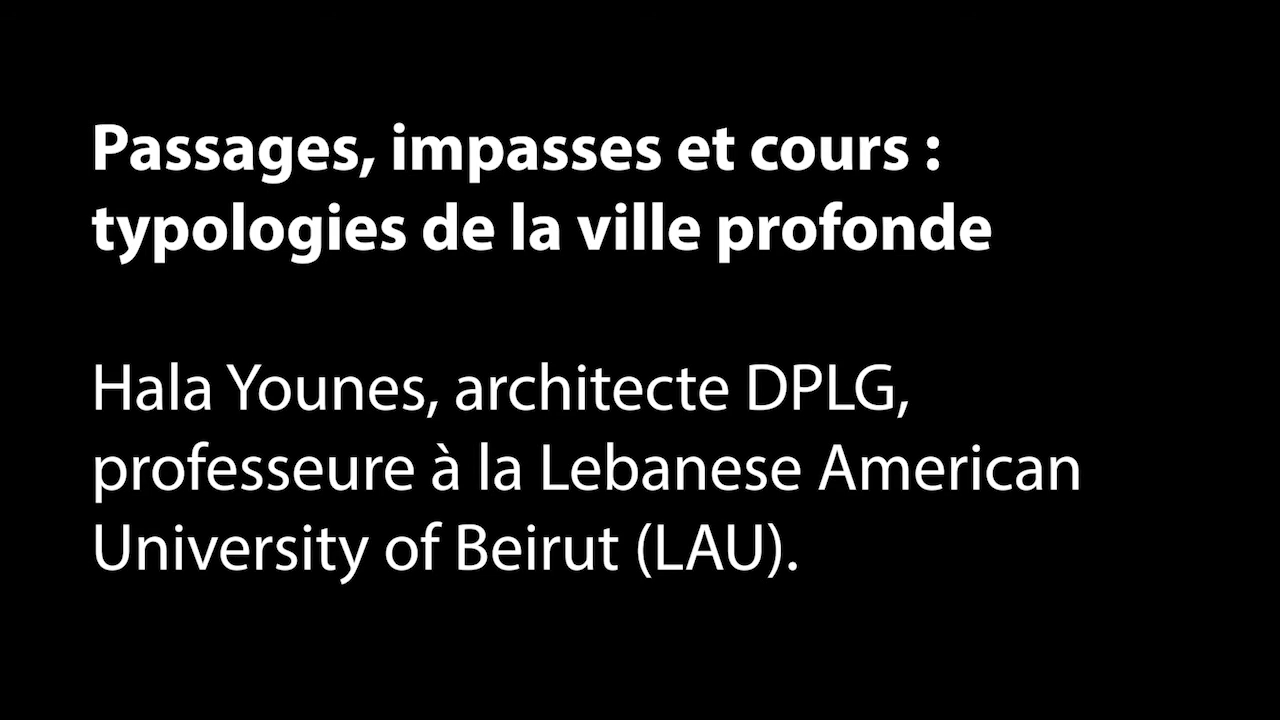 Passages, impasses et cours :
typologies de la ville profonde
Hala Younes, architecte DPLG,
professeure à la Lebanese American
University of Beirut (LAU).